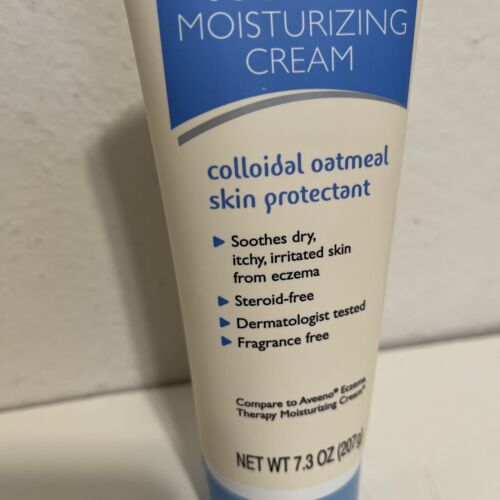 MOISTURIZING
CREAM
colloidal oatmeal
skin protectant
Soothes dry,
itchy, irritated skin
from eczema
Steroid-free
Dermatologist tested
Fragrance free
Compare to Aveeno® Eczema
Therapy Moisturizing Cream*
NET WT 7.3 OZ (207g)